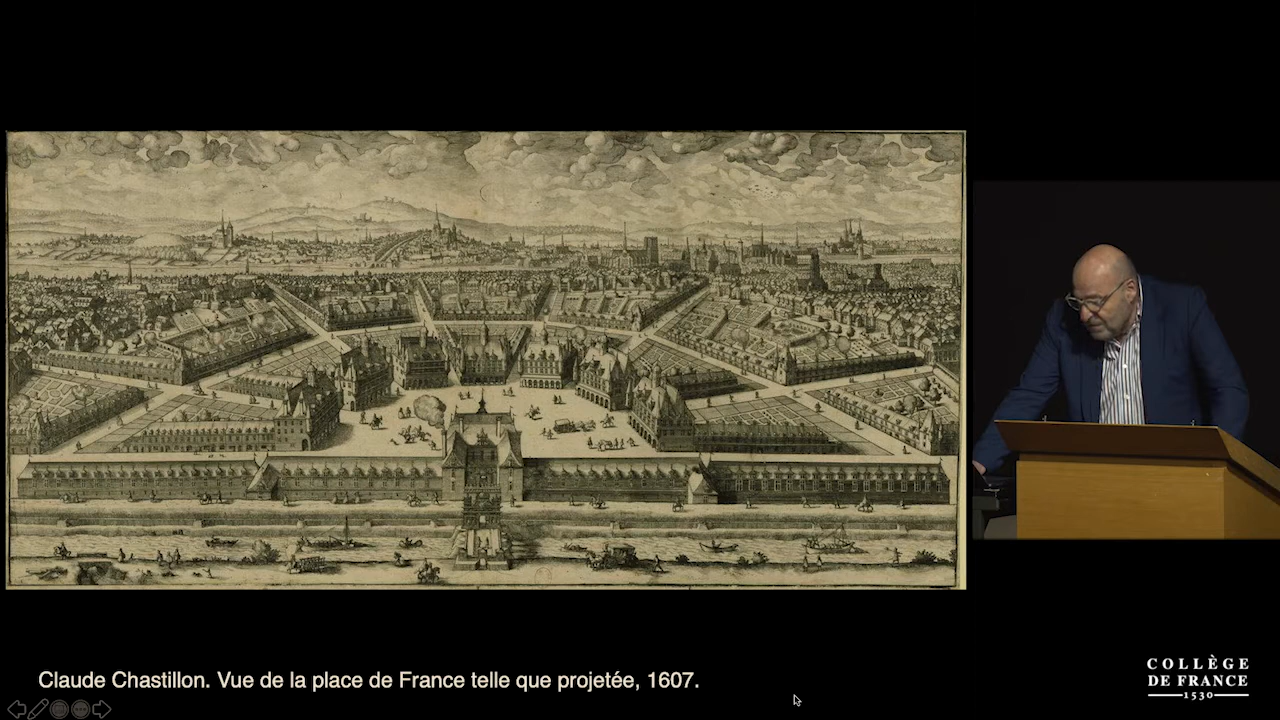 Claude Chastillon. Vue de la place de France telle que projetée, 1607.
COLLÈGE
DE FRANCE
1530